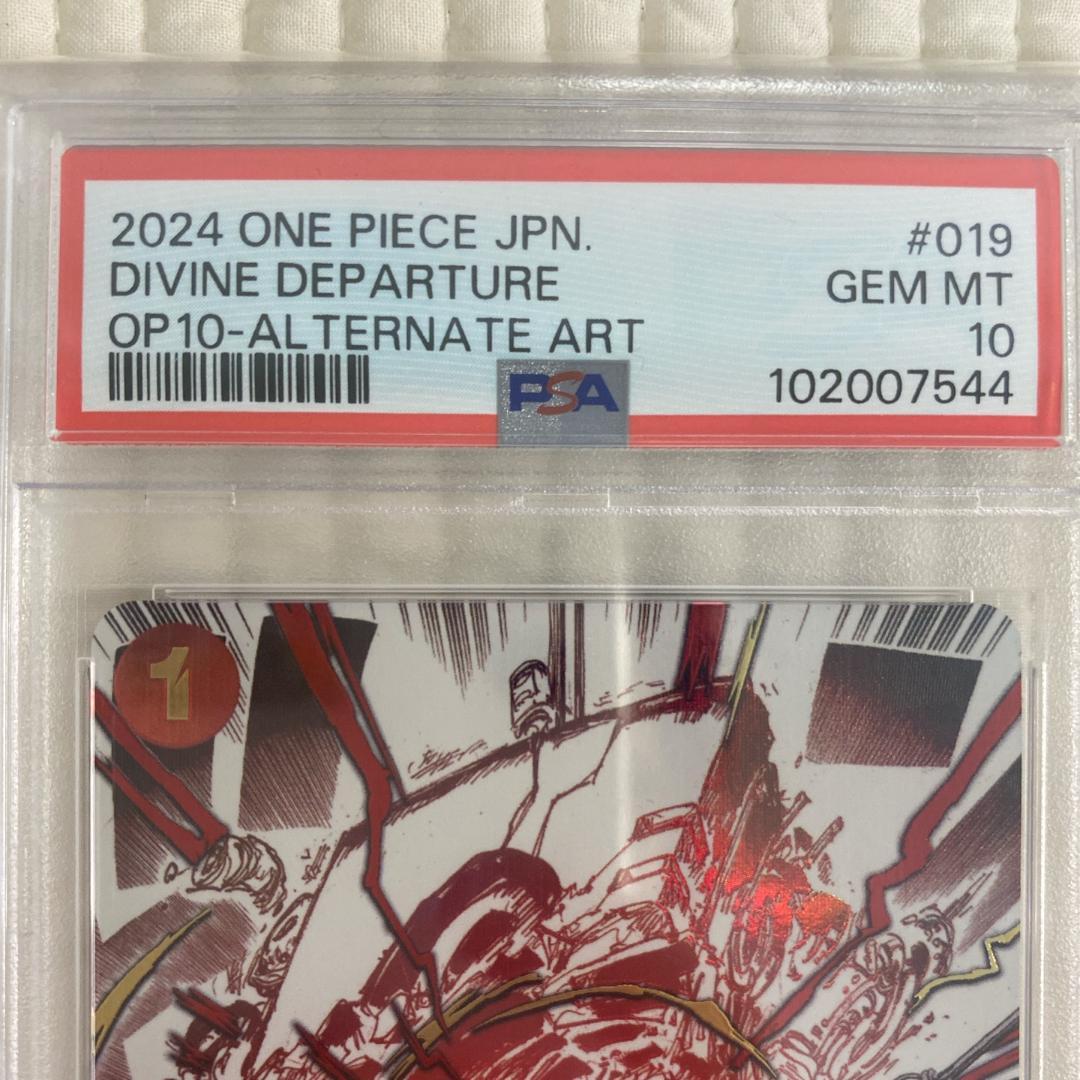 2024 ONE PIECE JPN. #019
DIVINE DEPARTURE GEM MT
OP10-ALTERNATE ART 10
PSA 102007544
1